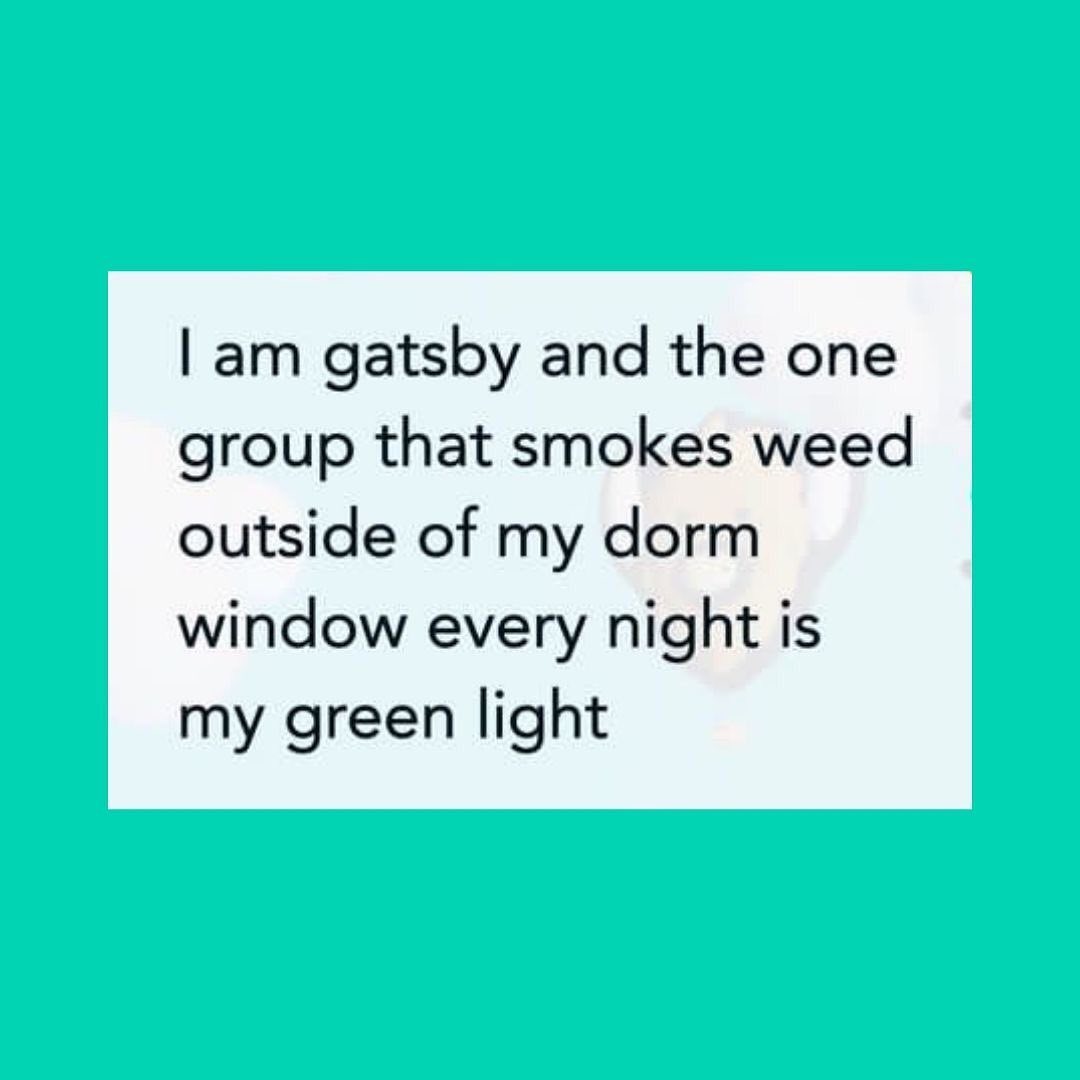 I am gatsby and the one
group that smokes weed
outside of my dorm
window every night is
my green light